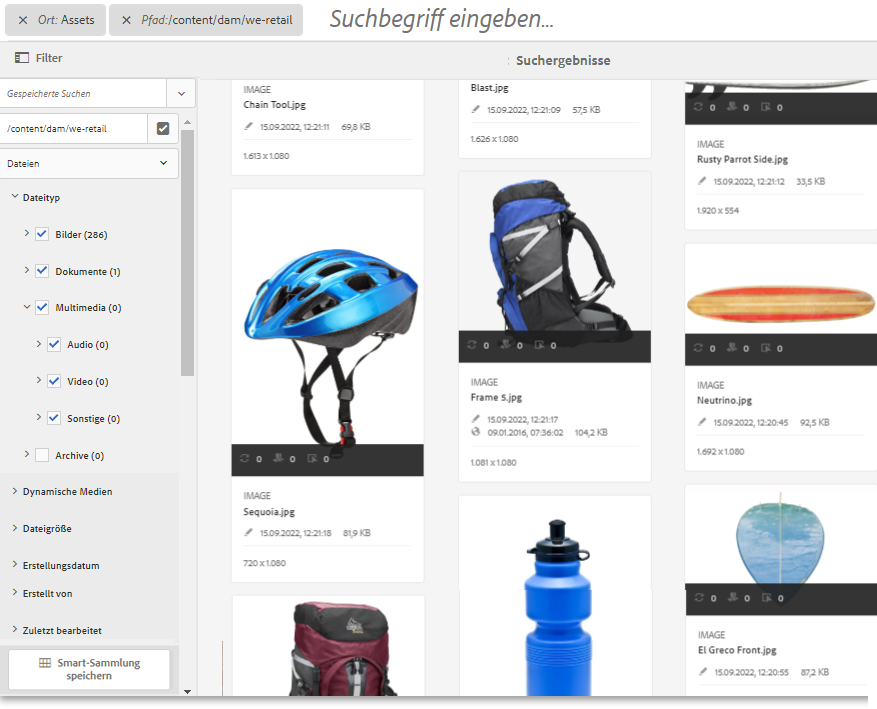 ✕ Ort: Assets ✕ Pfad:/content/dam/we-retail Suchbegriff eingeben...
Filter
Suchergebnisse
Gespeicherte Suchen
/content/dam/we-retail
Dateien
Dateityp
Bilder (286)
Dokumente (1)
Multimedia (0)
Audio (0)
Video (0)
Sonstige (0)
Archive (0)
Dynamische Medien
Dateigröße
Erstellungsdatum
Erstellt von
Zuletzt bearbeitet
Smart-Sammlung
speichern
IMAGE
Chain Tool.jpg
15.09.2022, 12:21:11 69,8 KB
1.613 x 1.080
0 0 0
IMAGE
Sequoia.jpg
15.09.2022, 12:21:18 81,9 KB
720 x 1.080
Blast.jpg
15.09.2022, 12:21:09 57,5 KB
1.626 x 1.080
0 0 0
IMAGE
Frame 5.jpg
15.09.2022, 12:21:17
09.01.2016, 07:36:02 104,2 KB
1.081 x 1.080
0 0 0
IMAGE
Rusty Parrot Side.jpg
15.09.2022, 12:21:12 33,5 KB
1.920 x 554
0 0 0
IMAGE
Neutrino.jpg
15.09.2022, 12:20:45 92,5 KB
1.692 x 1.080
0 0 0
IMAGE
El Greco Front.jpg
15.09.2022, 12:20:55 87,2 KB